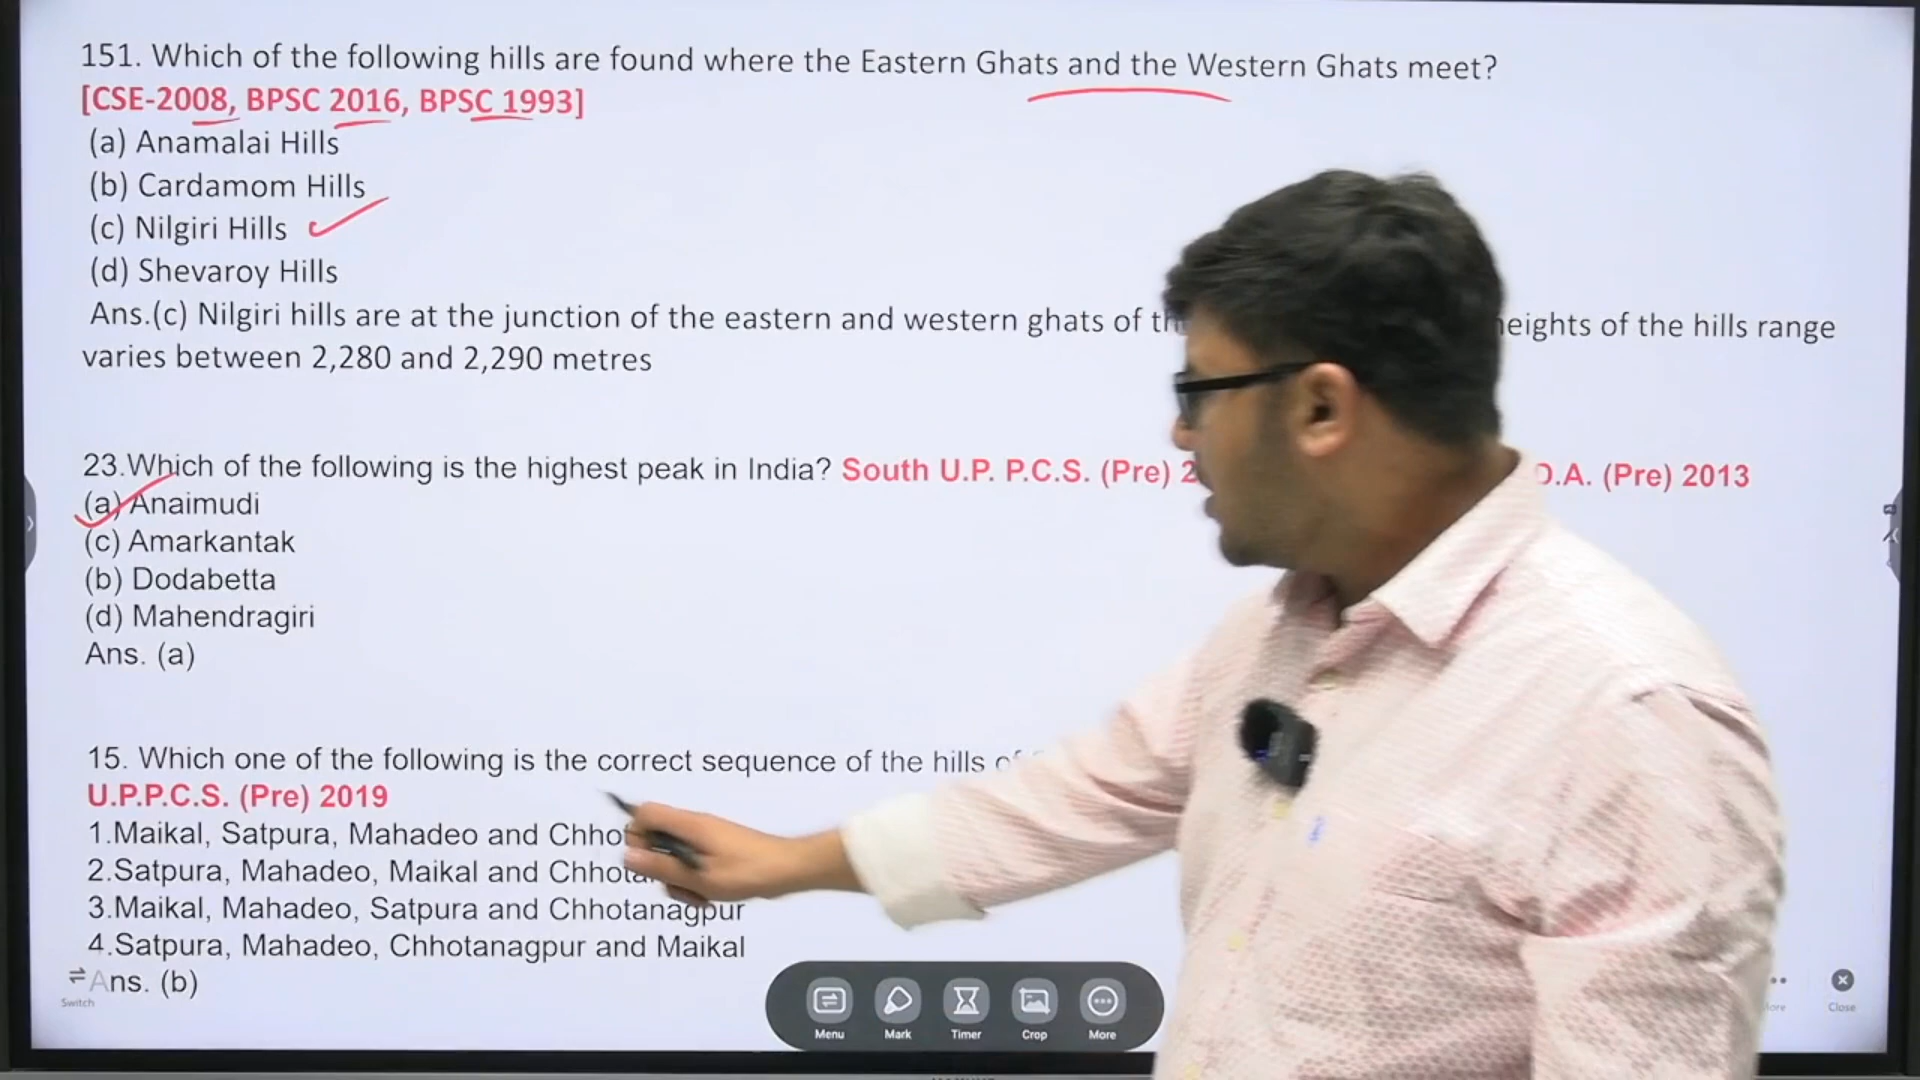 151. Which of the following hills are found where the Eastern Ghats and the Western Ghats meet?
[CSE-2008, BPSC 2016, BPSC 1993]
(a) Anamalai Hills
(b) Cardamom Hills
(c) Nilgiri Hills
(d) Shevaroy Hills
Ans.(c) Nilgiri hills are at the junction of the eastern and western ghats of of the hills range
varies between 2,280 and 2,290 metres
23.Which of the following is the highest peak in India? South U.P. P.C.S. (Pre) (Pre) 2013
(a) Anaimudi
(c) Amarkantak
(b) Dodabetta
(d) Mahendragiri
Ans. (a)
15. Which one of the following is the correct sequence of the hills
U.P.P.C.S. (Pre) 2019
1.Maikal, Satpura, Mahadeo and
2.Satpura, Mahadeo, Maikal and
3.Maikal, Mahadeo, Satpura and Chhotanagpur
4.Satpura, Mahadeo, Chhotanagpur and Maikal
Ans. (b)
Switch
Menu Mark Timer Crop More
Close